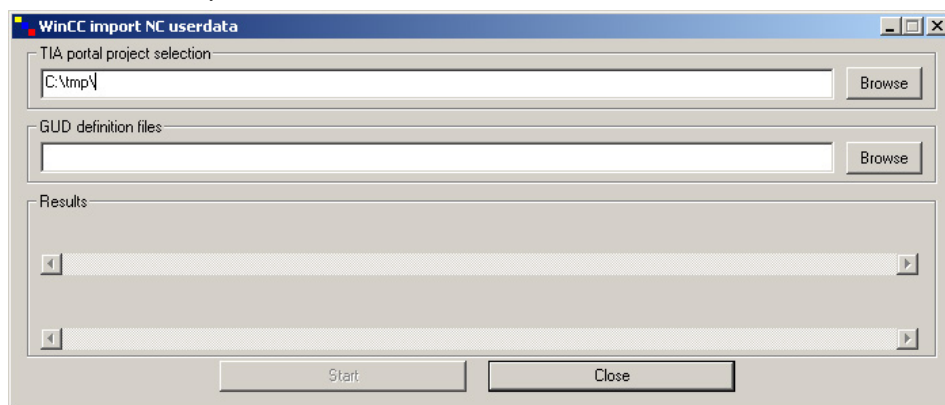 WinCC import NC userdata
TIA portal project selection
C:\tmp\
Browse
GUD definition files
Browse
Results
Start
Close